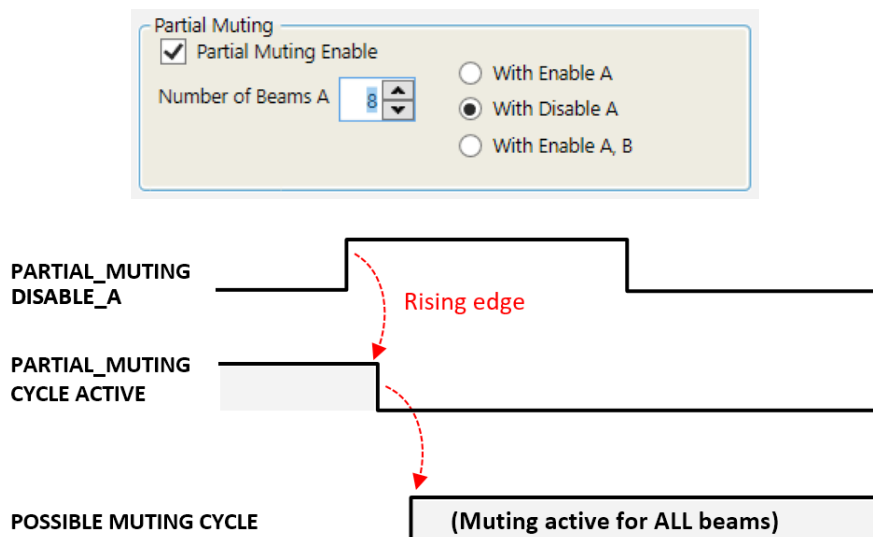 Partial Muting
Partial Muting Enable
Number of Beams A 8
With Enable A
With Disable A
With Enable A, B
PARTIAL_MUTING
DISABLE_A
Rising edge
PARTIAL_MUTING
CYCLE ACTIVE
POSSIBLE MUTING CYCLE
(Muting active for ALL beams)